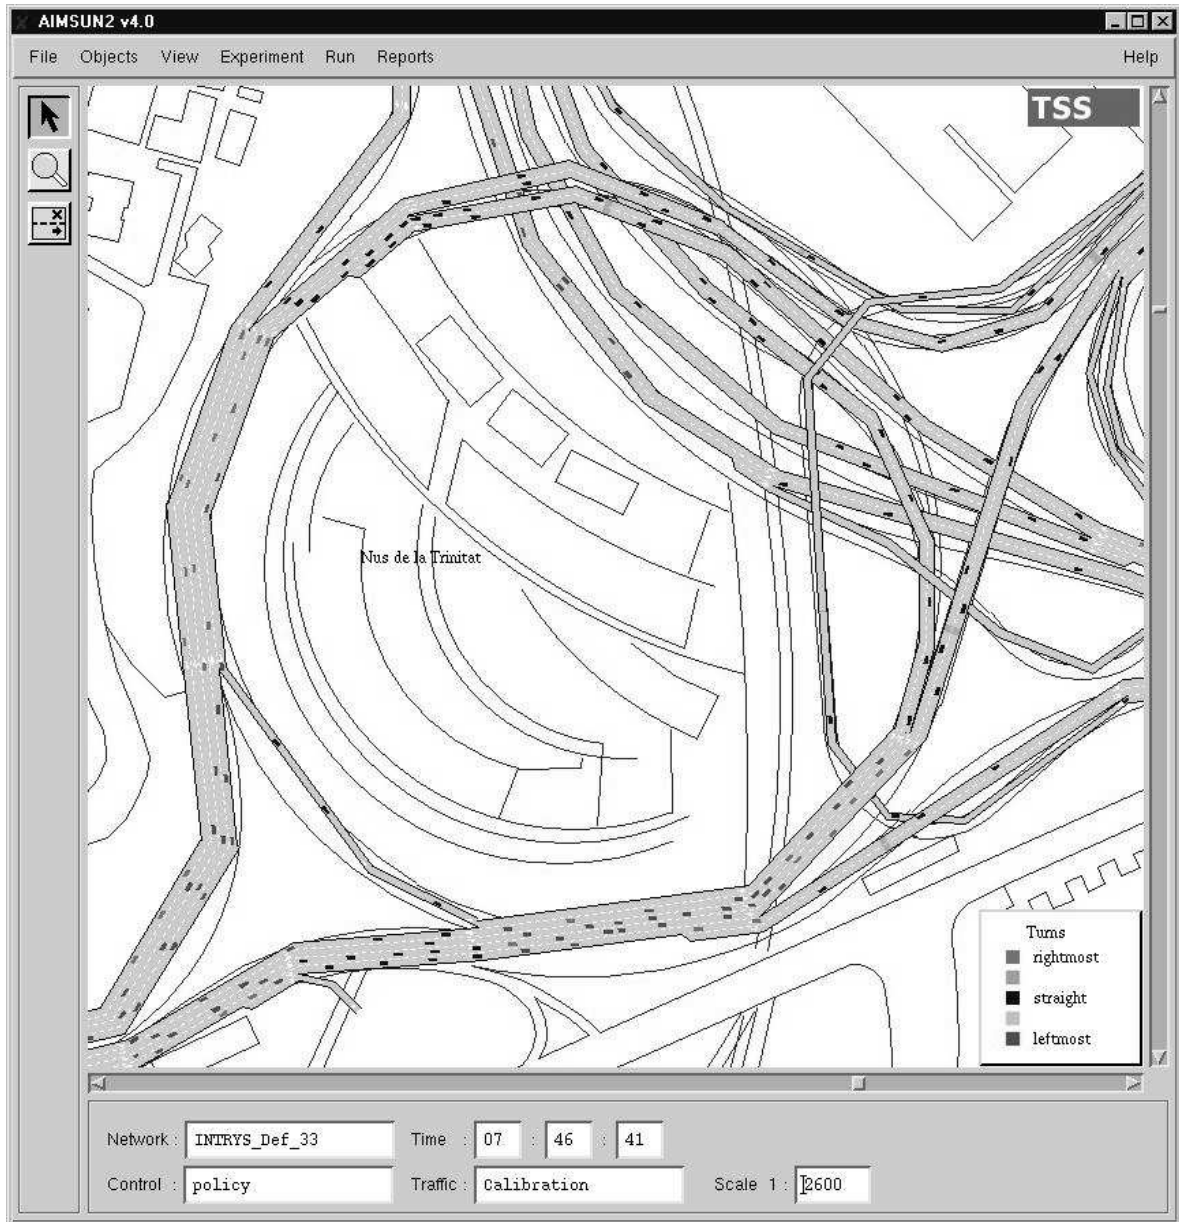 AIMSUN2 v4.0
File Objects View Experiment Run Reports Help
TSS
Nus de la Trinitat
Turns
rightmost
straight
leftmost
Network : INTRYS_Def_33 Time : 07 : 46 : 41
Control : policy Traffic : Calibration Scale 1 : 2600